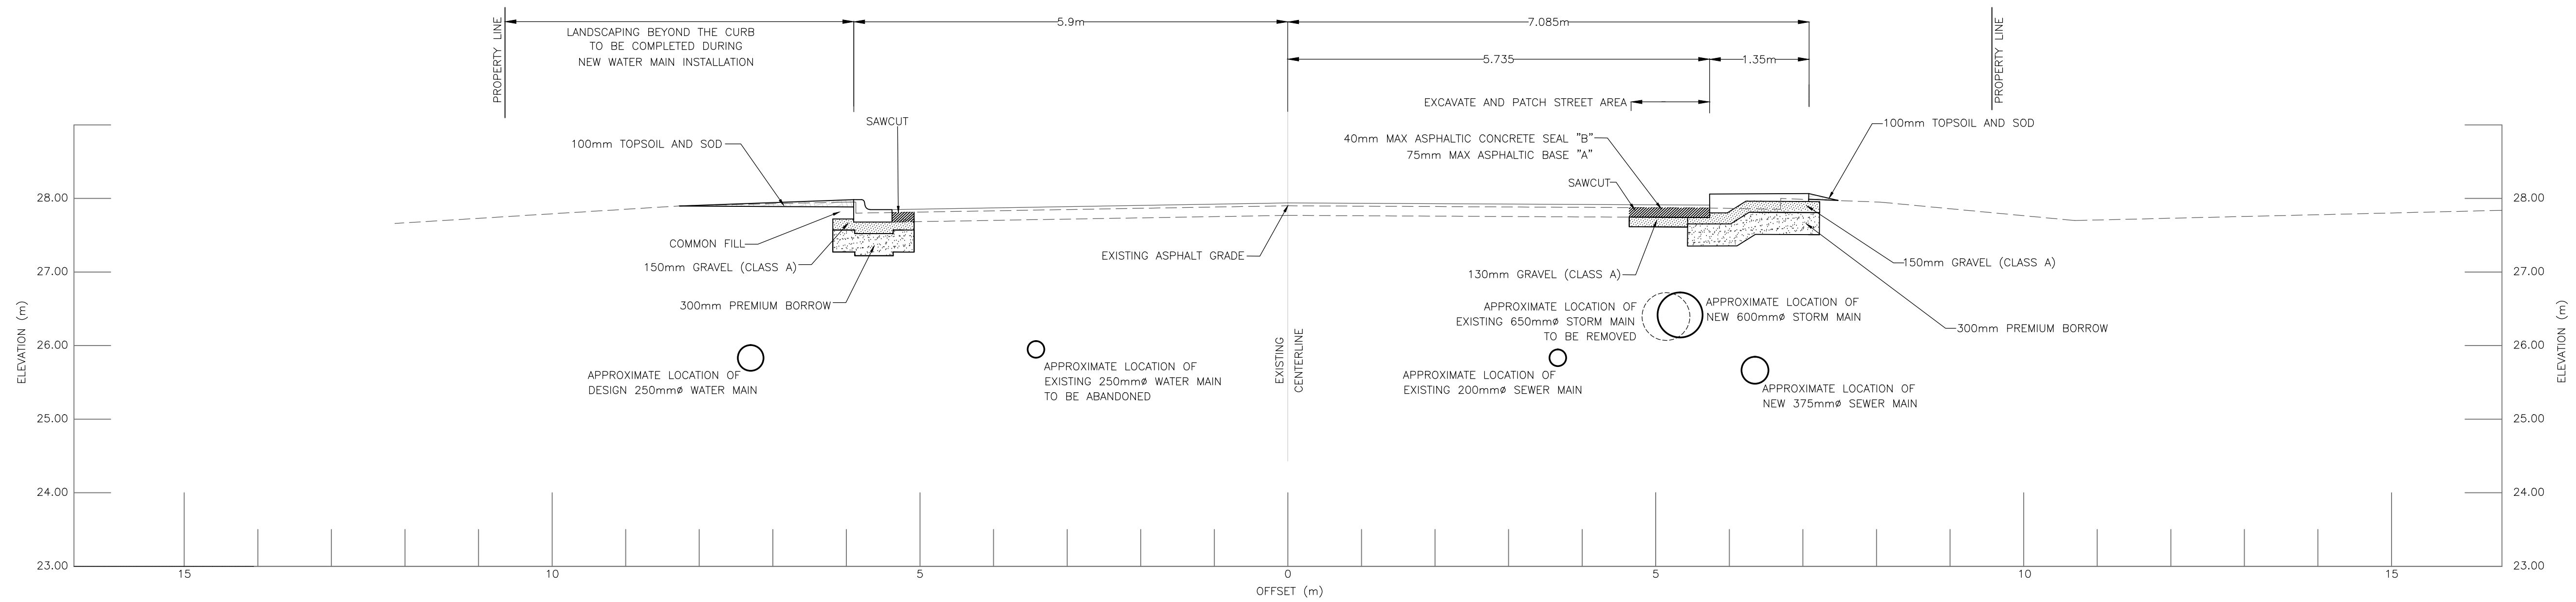 PROPERTY LINE
LANDSCAPING BEYOND THE CURB
TO BE COMPLETED DURING
NEW WATER MAIN INSTALLATION
5.9m
7.085m
5.735
1.35m
PROPERTY LINE
EXCAVATE AND PATCH STREET AREA
SAWCUT
100mm TOPSOIL AND SOD
40mm MAX ASPHALTIC CONCRETE SEAL "B"
75mm MAX ASPHALTIC BASE "A"
SAWCUT
100mm TOPSOIL AND SOD
COMMON FILL
150mm GRAVEL (CLASS A)
300mm PREMIUM BORROW
EXISTING ASPHALT GRADE
130mm GRAVEL (CLASS A)
150mm GRAVEL (CLASS A)
300mm PREMIUM BORROW
APPROXIMATE LOCATION OF
EXISTING 650mmø STORM MAIN
TO BE REMOVED
APPROXIMATE LOCATION OF
NEW 600mmø STORM MAIN
APPROXIMATE LOCATION OF
DESIGN 250mmø WATER MAIN
APPROXIMATE LOCATION OF
EXISTING 250mmø WATER MAIN
TO BE ABANDONED
EXISTING
CENTERLINE
APPROXIMATE LOCATION OF
EXISTING 200mmø SEWER MAIN
APPROXIMATE LOCATION OF
NEW 375mmø SEWER MAIN
ELEVATION (m)
28.00
27.00
26.00
25.00
24.00
23.00
28.00
27.00
26.00
25.00
24.00
23.00
ELEVATION (m)
15
10
5
0
5
10
15
OFFSET (m)